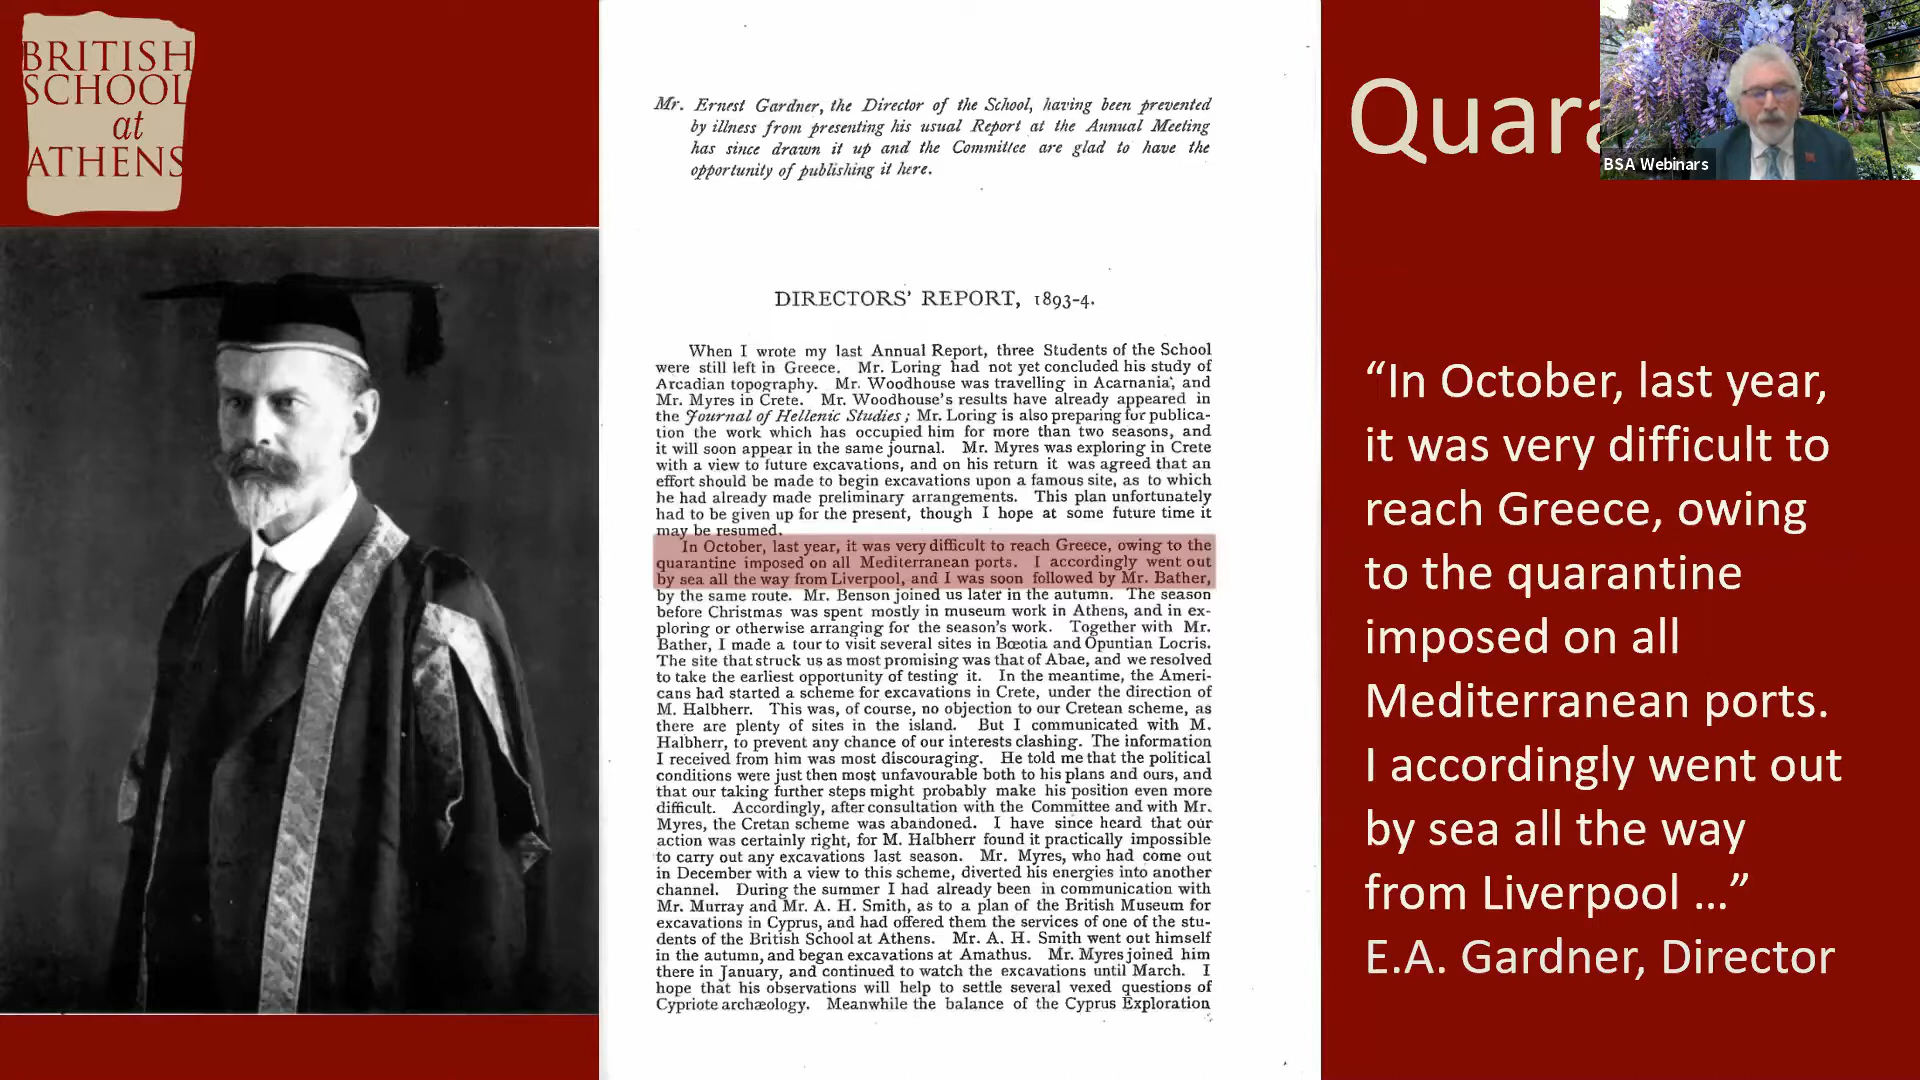 BRITISH
SCHOOL
at
ATHENS
Mr. Ernest Gardner, the Director of the School, having been prevented
by illness from presenting his usual Report at the Annual Meeting
has since drawn it up and the Committee are glad to have the
opportunity of publishing it here.
DIRECTORS' REPORT, 1893-4.
When I wrote my last Annual Report, three Students of the School
were still left in Greece. Mr. Loring had not yet concluded his study of
Arcadian topography. Mr. Woodhouse was travelling in Acarnania, and
Mr. Myres in Crete. Mr. Woodhouse's results have already appeared in
the Journal of Hellenic Studies; Mr. Loring is also preparing for publica-
tion the work which has occupied him for more than two seasons, and
it will soon appear in the same journal. Mr. Myres was exploring in Crete
with a view to future excavations, and on his return it was agreed that an
effort should be made to begin excavations upon a famous site, as to which
he had already made preliminary arrangements. This plan unfortunately
had to be given up for the present, though I hope at some future time it
may be resumed.
In October, last year, it was very difficult to reach Greece, owing to the
quarantine imposed on all Mediterranean ports. I accordingly went out
by sea all the way from Liverpool, and I was soon followed by Mr. Bather,
by the same route. Mr. Benson joined us later in the autumn. The season
before Christmas was spent mostly in museum work in Athens, and in ex-
ploring or otherwise arranging for the season's work. Together with Mr.
Bather, I made a tour to visit several sites in Bœotia and Opuntian Locris.
The site that struck us as most promising was that of Abae, and we resolved
to take the earliest opportunity of testing it. In the meantime, the Ameri-
cans had started a scheme for excavations in Crete, under the direction of
M. Halbherr. This was, of course, no objection to our Cretean scheme, as
there are plenty of sites in the island. But I communicated with M.
Halbherr, to prevent any chance of our interests clashing. The information
I received from him was most discouraging. He told me that the political
conditions were just then most unfavourable both to his plans and ours, and
that our taking further steps might probably make his position even more
difficult. Accordingly, after consultation with the Committee and with Mr.
Myres, the Cretan scheme was abandoned. I have since heard that our
action was certainly right, for M. Halbherr found it practically impossible
to carry out any excavations last season. Mr. Myres, who had come out
in December with a view to this scheme, diverted his energies into another
channel. During the summer I had already been in communication with
Mr. Murray and Mr. A. H. Smith, as to a plan of the British Museum for
excavations in Cyprus, and had offered them the services of one of the stu-
dents of the British School at Athens. Mr. A. H. Smith went out himself
in the autumn, and began excavations at Amathus. Mr. Myres joined him
there in January, and continued to watch the excavations until March. I
hope that his observations will help to settle several vexed questions of
Cypriote archæology. Meanwhile the balance of the Cyprus Exploration
Quara
BSA Webinars
“In October, last year,
it was very difficult to
reach Greece, owing
to the quarantine
imposed on all
Mediterranean ports.
I accordingly went out
by sea all the way
from Liverpool ...”
E.A. Gardner, Director